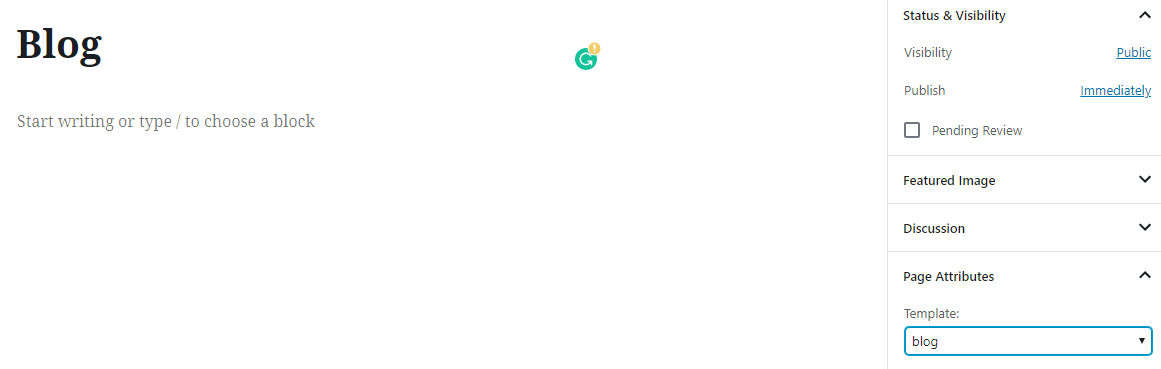 Blog
Start writing or type / to choose a block
Status & Visibility
Visibility Public
Publish Immediately
Pending Review
Featured Image
Discussion
Page Attributes
Template:
blog